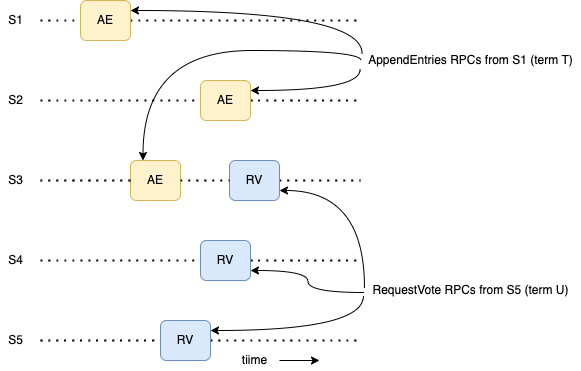 S1
AE
AppendEntries RPCs from S1 (term T)
S2
AE
S3
AE
RV
S4
RV
RequestVote RPCs from S5 (term U)
S5
RV
tiime